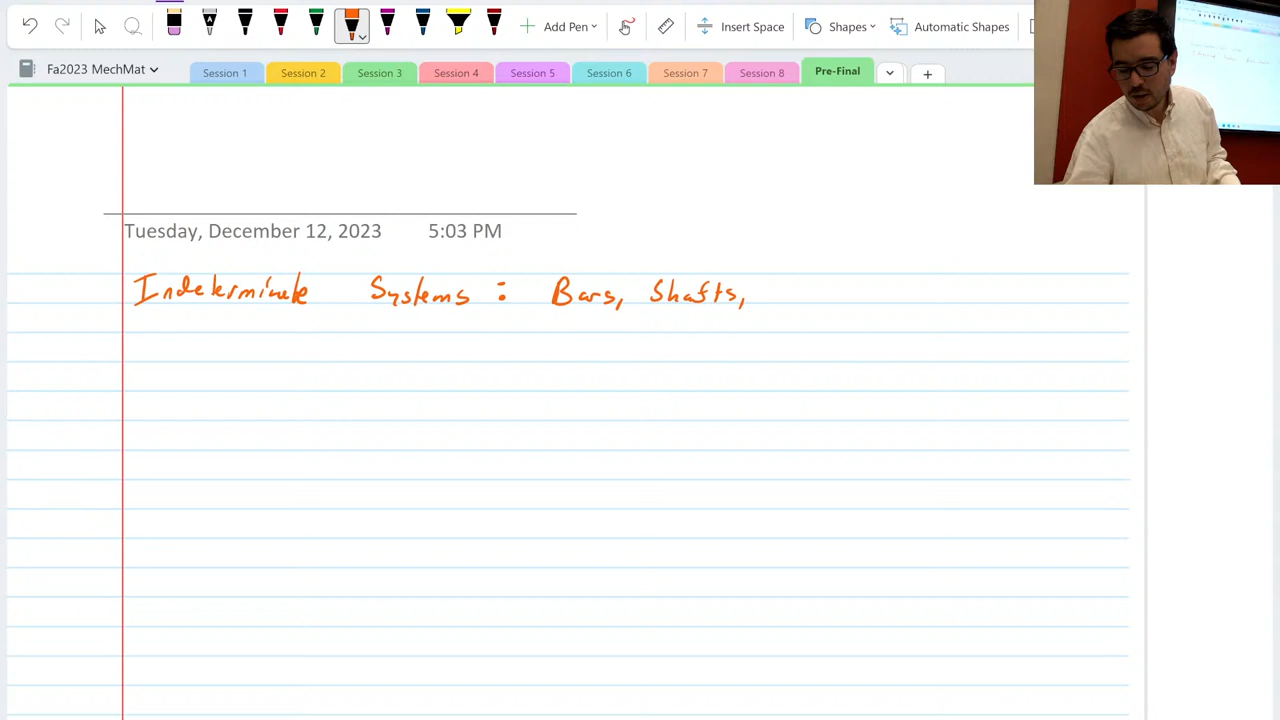 Add Pen
Insert Space
Shapes
Automatic Shapes
Fa2023 MechMat
Session 1
Session 2
Session 3
Session 4
Session 5
Session 6
Session 7
Session 8
Pre-Final
Tuesday, December 12, 2023 5:03 PM
Indeterminate Systems : Bars, Shafts,